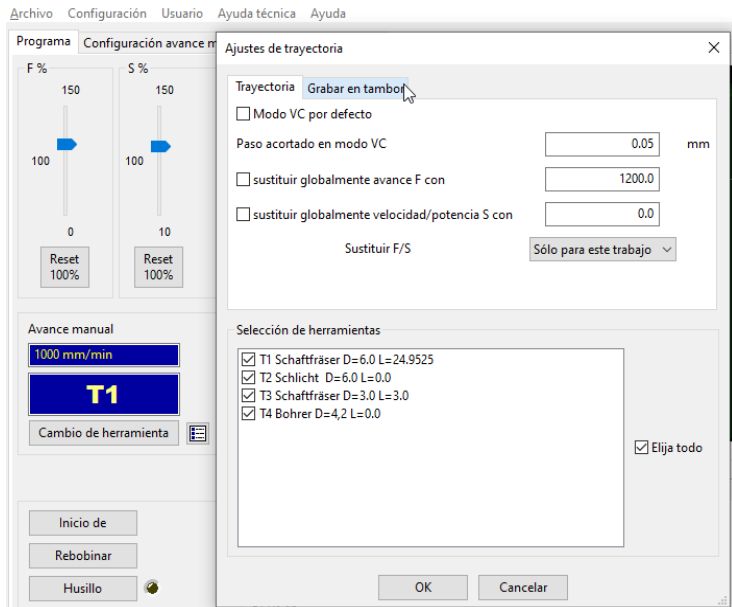 Archivo Configuración Usuario Ayuda técnica Ayuda
Programa Configuración avance m
F % S %
150 150
100 100
0 10
Reset 100% Reset 100%
Avance manual
1000 mm/min
T1
Cambio de herramienta
Inicio de
Rebobinar
Husillo
Ajustes de trayectoria
Trayectoria Grabar en tambor
Modo VC por defecto
Paso acortado en modo VC 0.05 mm
sustituir globalmente avance F con 1200.0
sustituir globalmente velocidad/potencia S con 0.0
Sustituir F/S Sólo para este trabajo
Selección de herramientas
T1 Schaftfräser D=6.0 L=24.9525
T2 Schlicht D=6.0 L=0.0
T3 Schaftfräser D=3.0 L=3.0
T4 Bohrer D=4,2 L=0.0
Elija todo
OK Cancelar